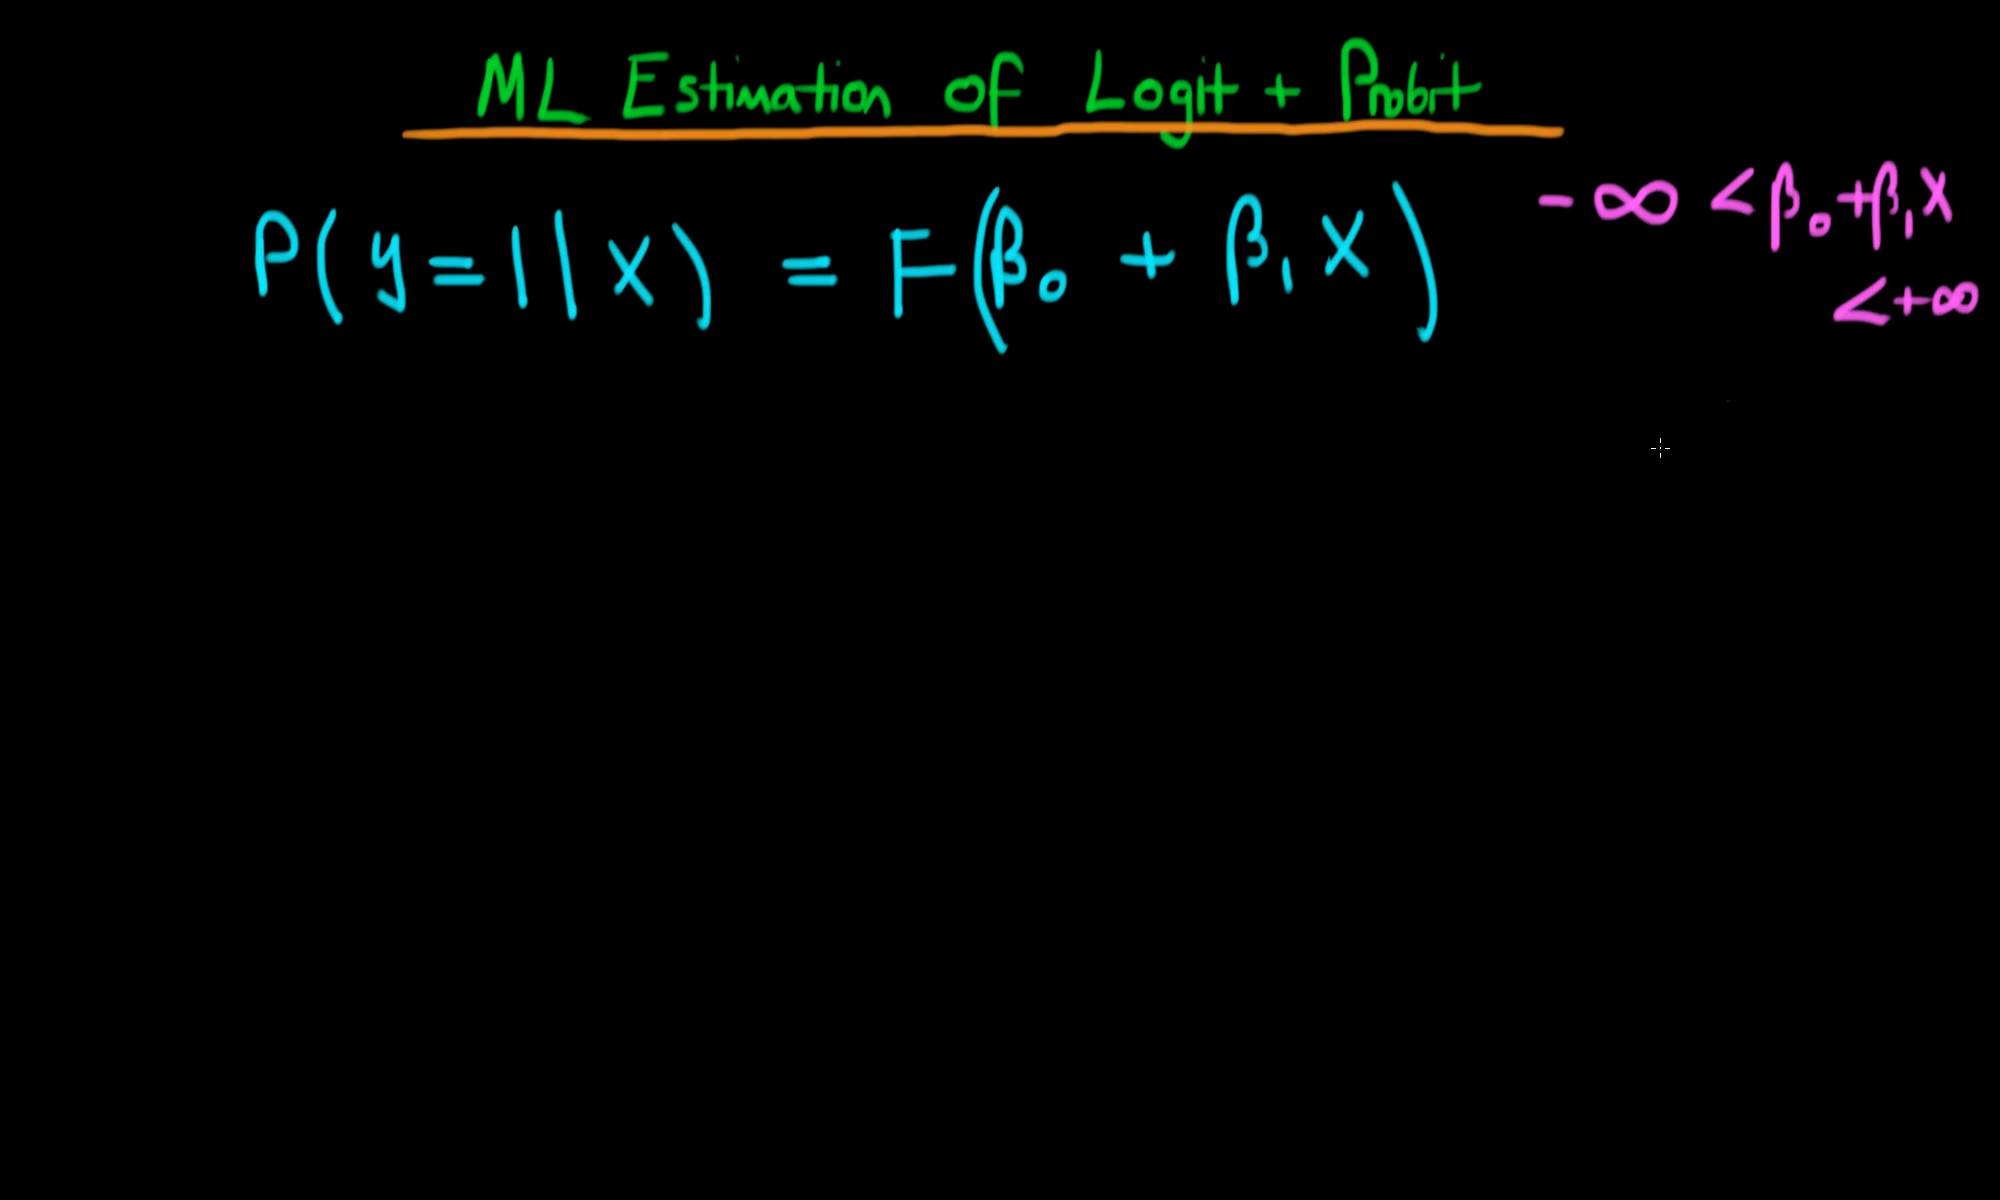 ML Estimation of Logit + Probit
P(y=1|x) = F(β₀ + β₁x)
-∞ < β₀+β₁x
< +∞